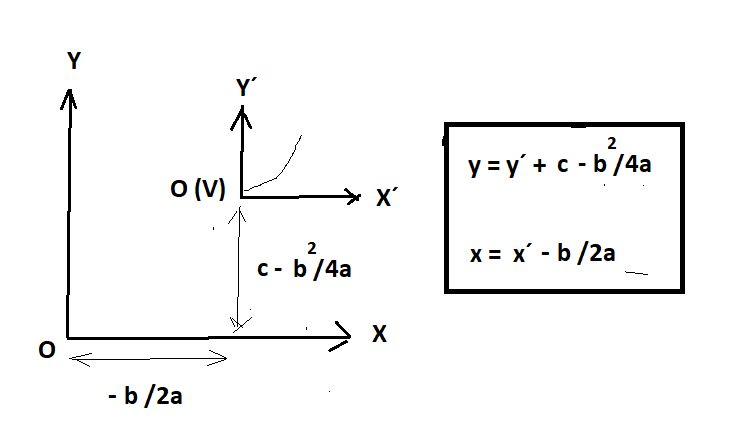 Y
Y´
O (V)
X´
c - b²/4a
O
X
- b /2a
y = y´ + c - b²/4a
x = x´ - b /2a